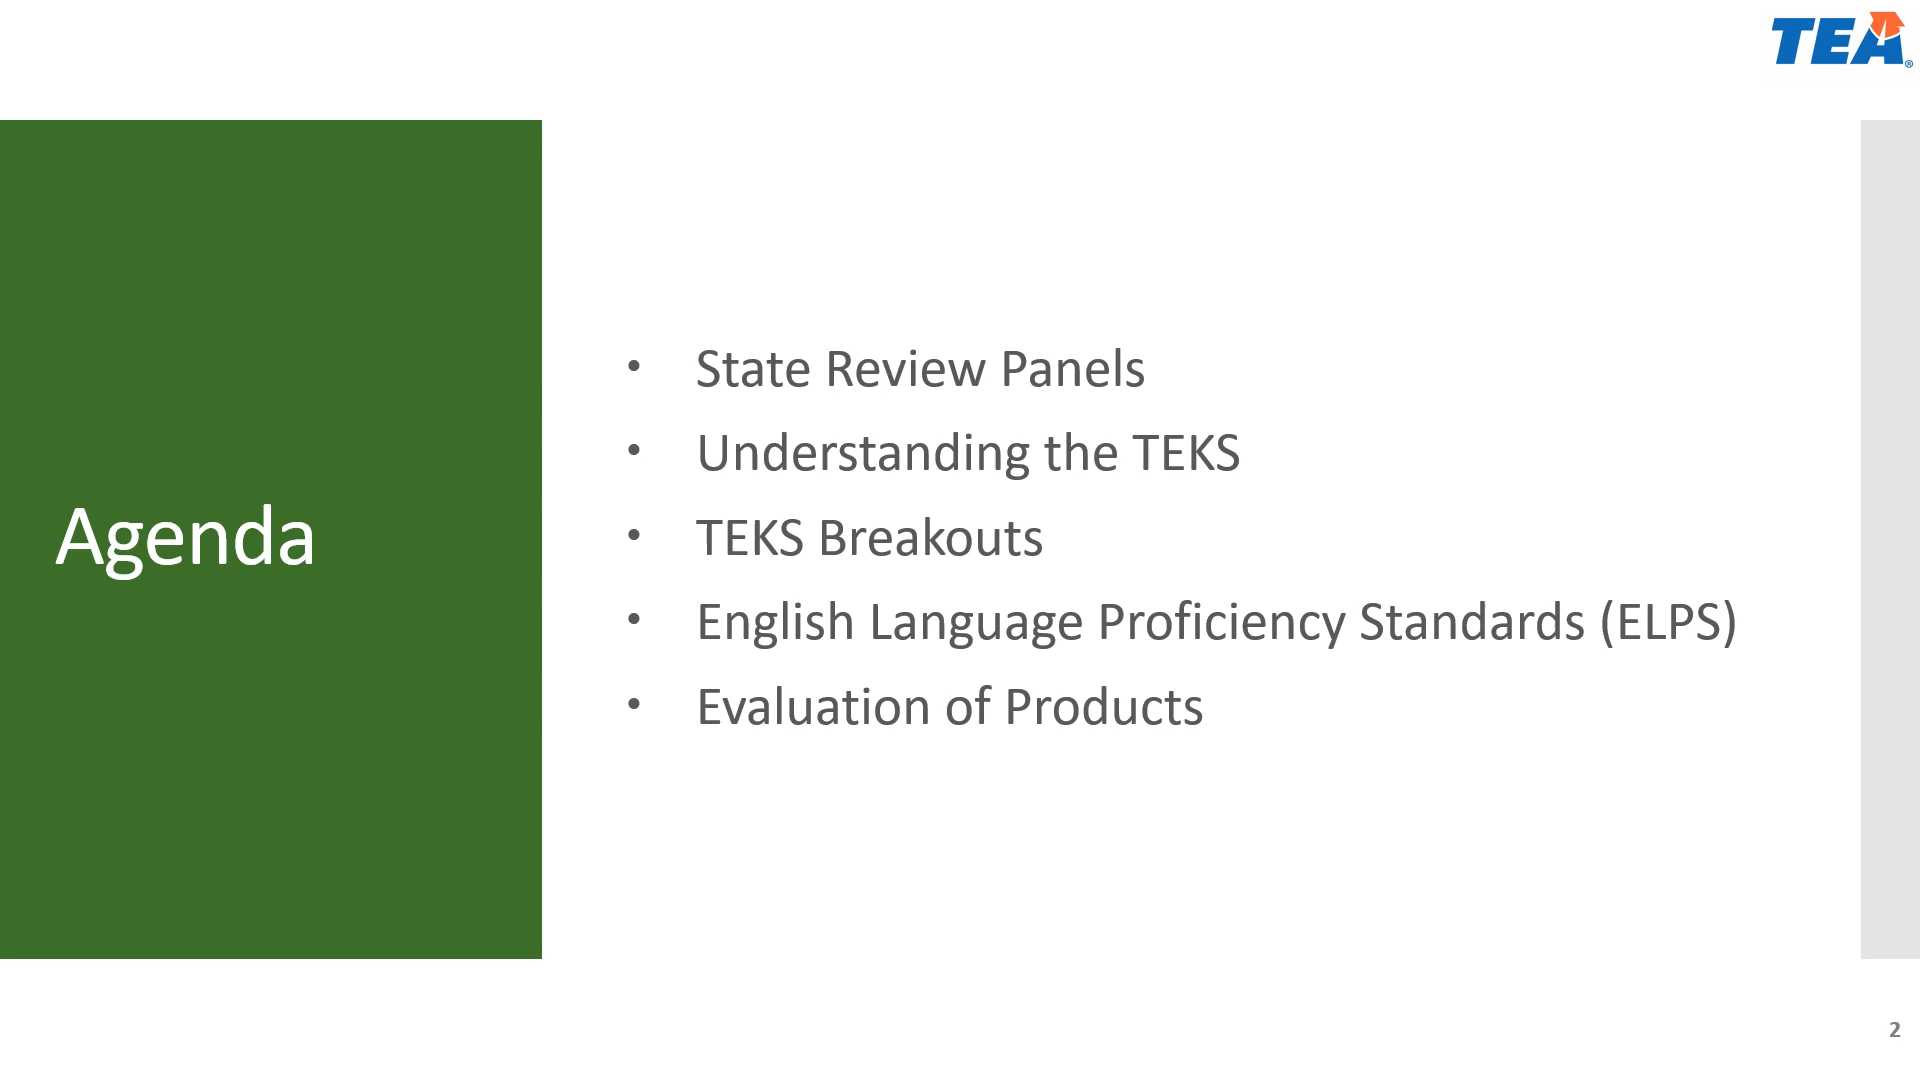 TEA®
Agenda
• State Review Panels
• Understanding the TEKS
• TEKS Breakouts
• English Language Proficiency Standards (ELPS)
• Evaluation of Products
2